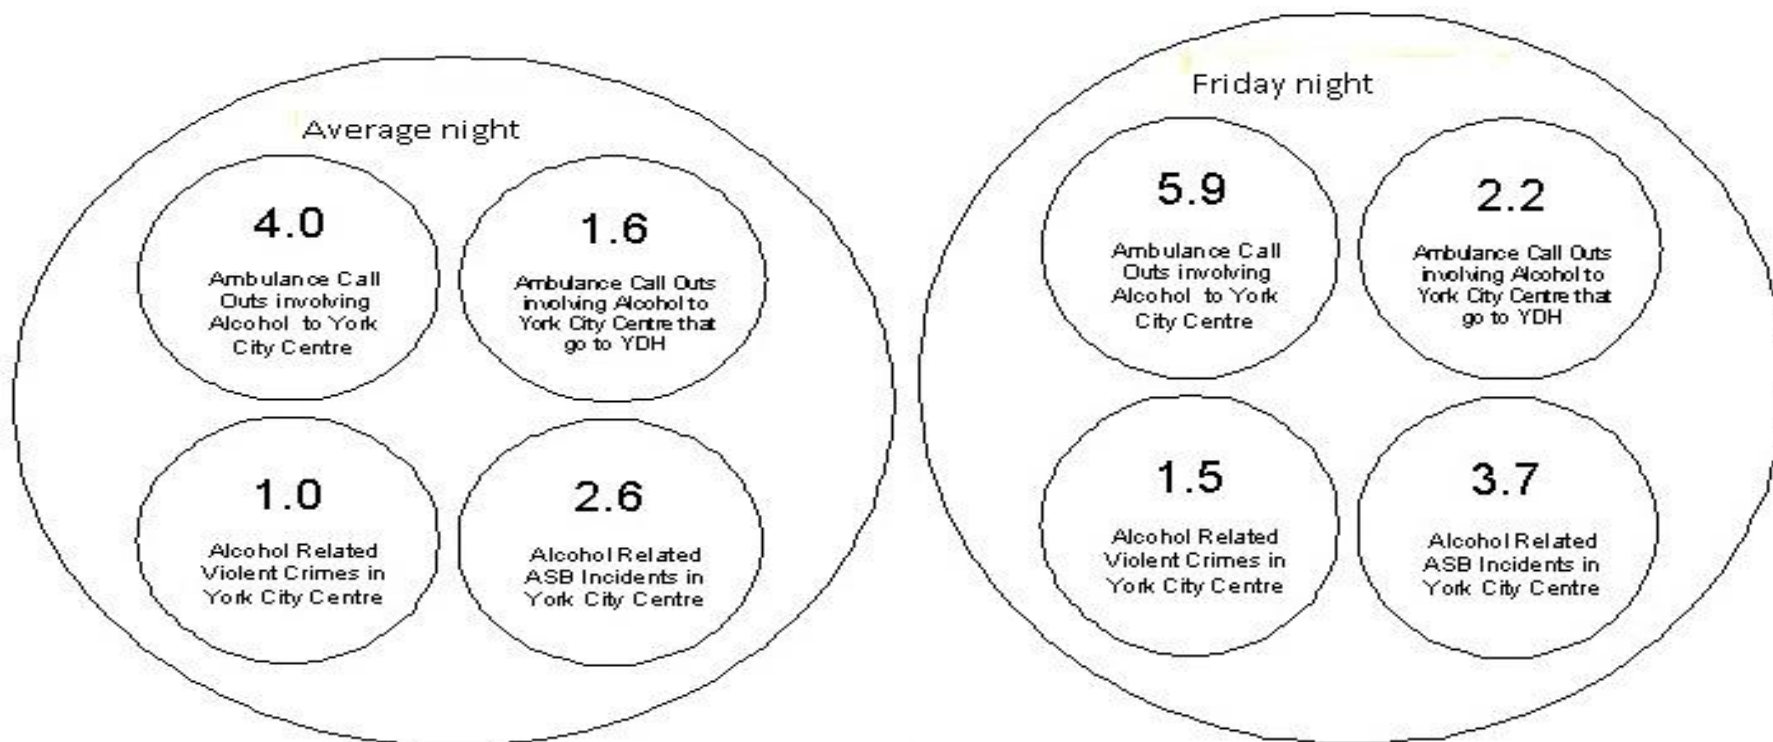 Average night
4.0
Ambulance Call
Outs involving
Alcohol to York
City Centre
1.6
Ambulance Call Outs
involving Alcohol to
York City Centre that
go to YDH
1.0
Alcohol Related
Violent Crimes in
York City Centre
2.6
Alcohol Related
ASB Incidents in
York City Centre
Friday night
5.9
Ambulance Call
Outs involving
Alcohol to York
City Centre
2.2
Ambulance Call Outs
involving Alcohol to
York City Centre that
go to YDH
1.5
Alcohol Related
Violent Crimes in
York City Centre
3.7
Alcohol Related
ASB Incidents in
York City Centre